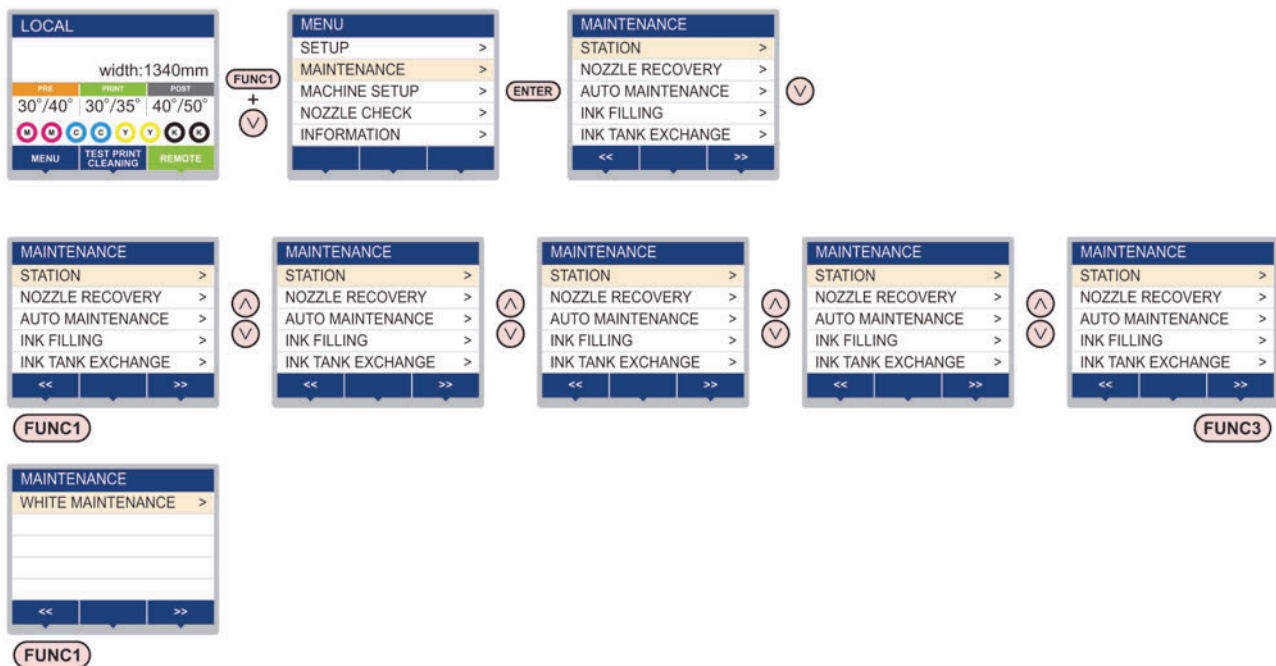 LOCAL
width:1340mm
PRE PRINT POST
30°/40° 30°/35° 40°/50°
M M C C Y Y K K
MENU TEST PRINT CLEANING REMOTE
FUNC1
+
MENU
SETUP >
MAINTENANCE >
MACHINE SETUP >
NOZZLE CHECK >
INFORMATION >
ENTER
MAINTENANCE
STATION >
NOZZLE RECOVERY >
AUTO MAINTENANCE >
INK FILLING >
INK TANK EXCHANGE >
<< >>
MAINTENANCE
STATION >
NOZZLE RECOVERY >
AUTO MAINTENANCE >
INK FILLING >
INK TANK EXCHANGE >
<< >>
FUNC1
MAINTENANCE
STATION >
NOZZLE RECOVERY >
AUTO MAINTENANCE >
INK FILLING >
INK TANK EXCHANGE >
<< >>
MAINTENANCE
STATION >
NOZZLE RECOVERY >
AUTO MAINTENANCE >
INK FILLING >
INK TANK EXCHANGE >
<< >>
MAINTENANCE
STATION >
NOZZLE RECOVERY >
AUTO MAINTENANCE >
INK FILLING >
INK TANK EXCHANGE >
<< >>
MAINTENANCE
STATION >
NOZZLE RECOVERY >
AUTO MAINTENANCE >
INK FILLING >
INK TANK EXCHANGE >
<< >>
FUNC3
MAINTENANCE
WHITE MAINTENANCE >
<< >>
FUNC1